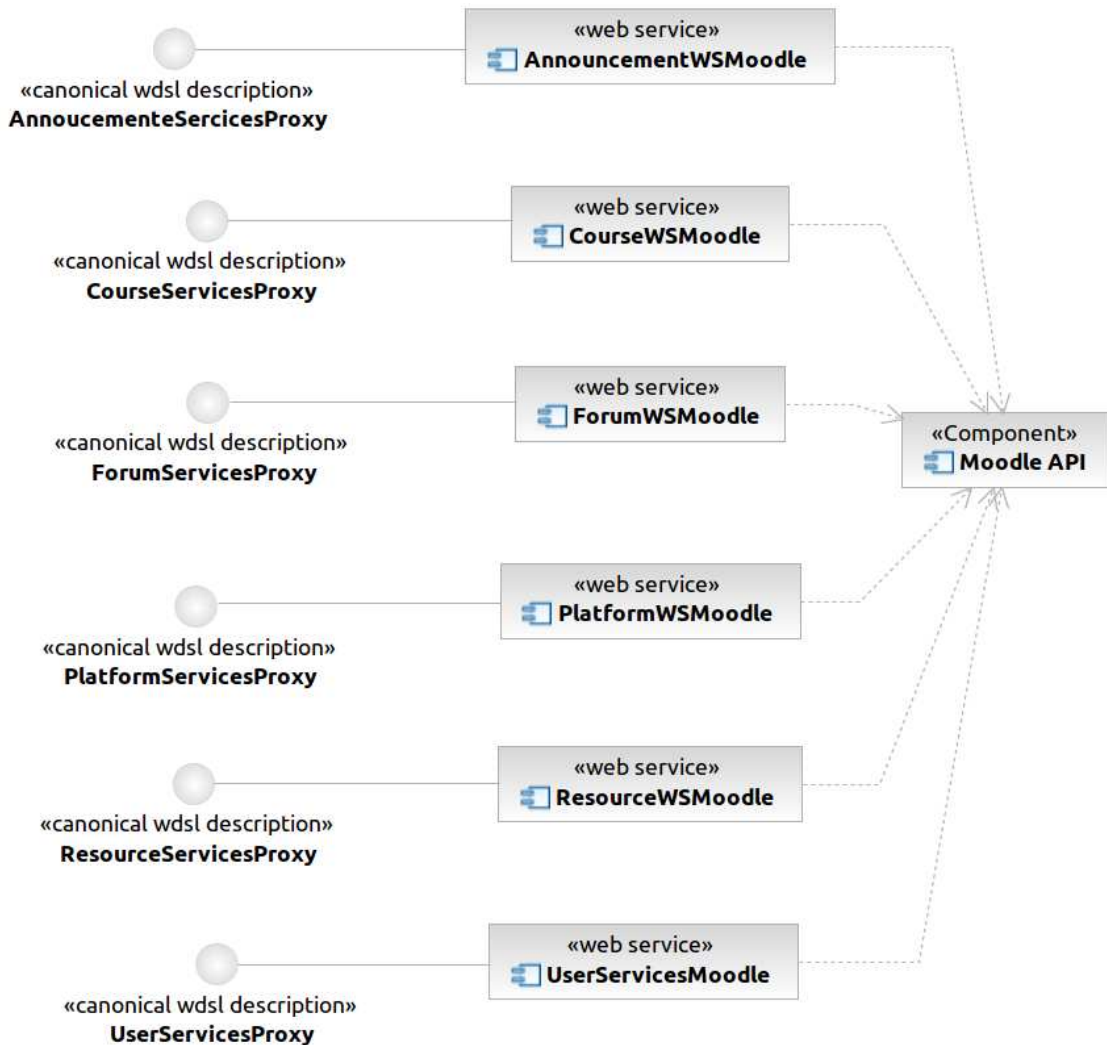 «web service»
AnnouncementWSMoodle
«canonical wdsl description»
AnnoucementeSercicesProxy
«web service»
CourseWSMoodle
«canonical wdsl description»
CourseServicesProxy
«web service»
ForumWSMoodle
«canonical wdsl description»
ForumServicesProxy
«Component»
Moodle API
«web service»
PlatformWSMoodle
«canonical wdsl description»
PlatformServicesProxy
«web service»
ResourceWSMoodle
«canonical wdsl description»
ResourceServicesProxy
«web service»
UserServicesMoodle
«canonical wdsl description»
UserServicesProxy